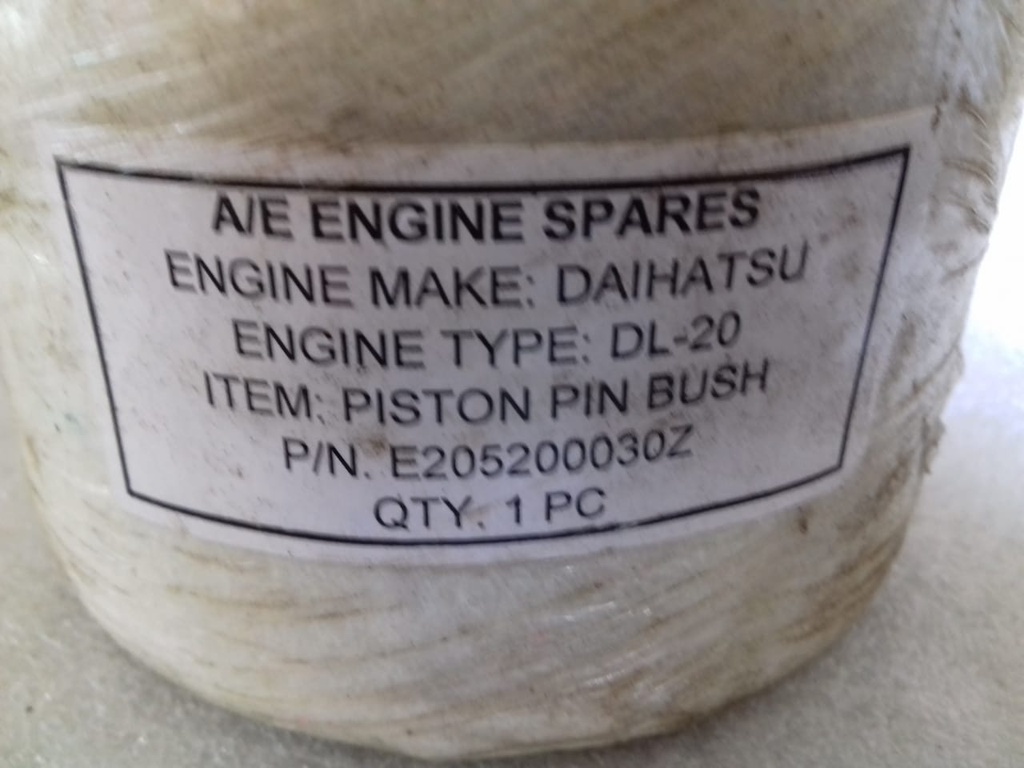 A/E ENGINE SPARES
ENGINE MAKE: DAIHATSU
ENGINE TYPE: DL-20
ITEM: PISTON PIN BUSH
P/N. E205200030Z
QTY. 1 PC